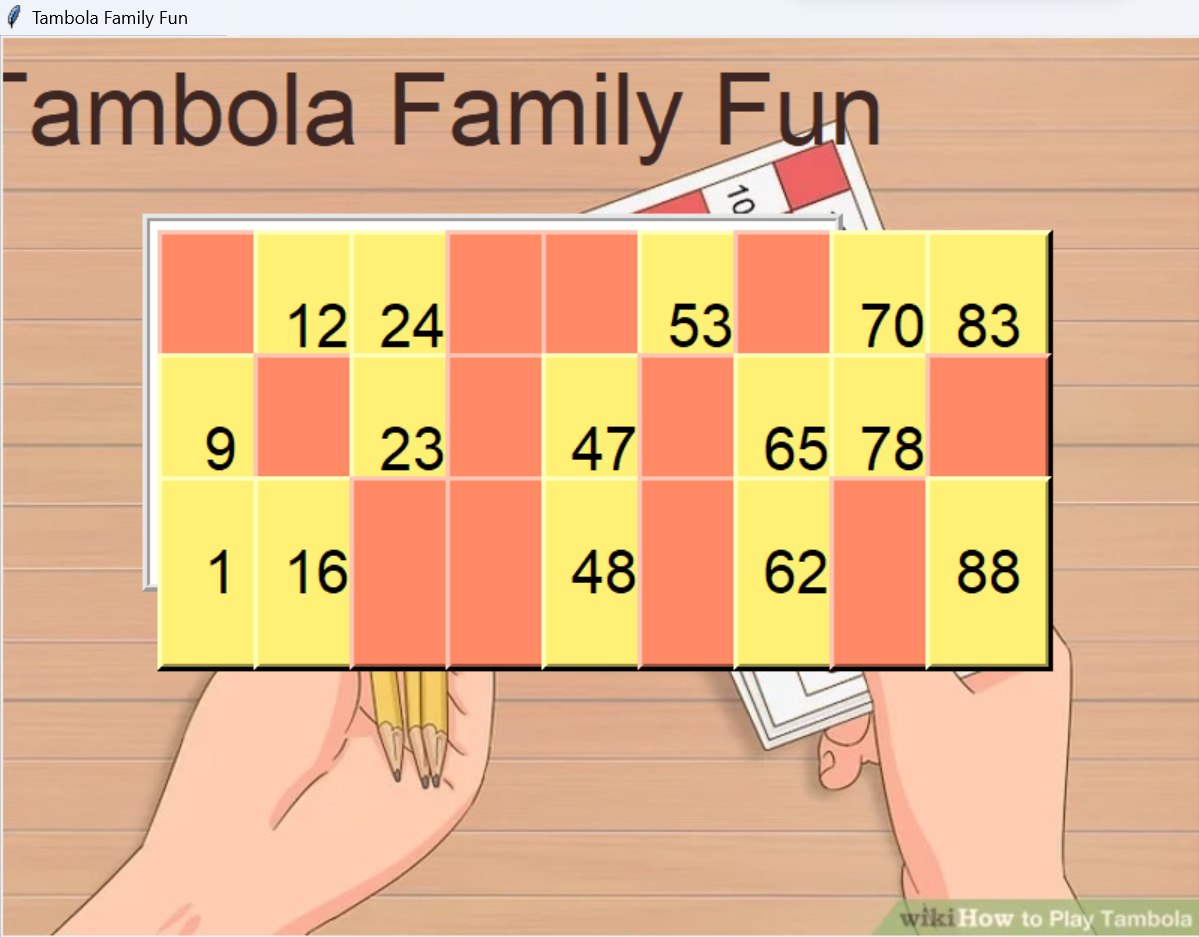 Tambola Family Fun
Tambola Family Fun
10
12 24 53 70 83
9 23 47 65 78
1 16 48 62 88
wikiHow to Play Tambola